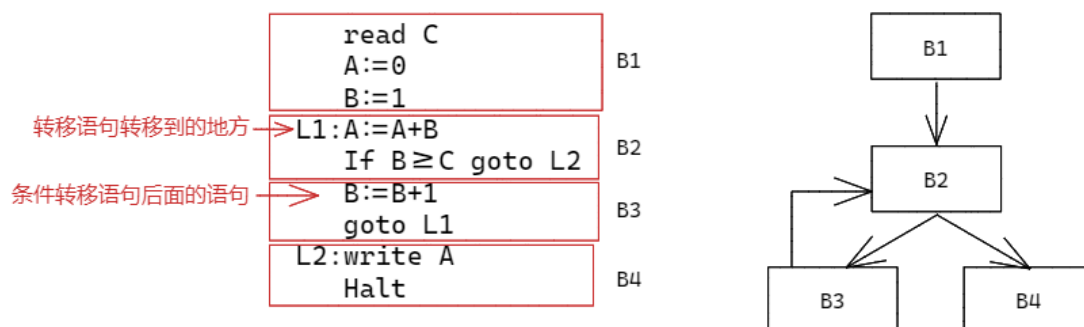 read C
A:=0
B:=1
B1
转移语句转移到的地方
L1:A:=A+B
If B≥C goto L2
B2
条件转移语句后面的语句
B:=B+1
goto L1
B3
L2:write A
Halt
B4
B1
B2
B3
B4